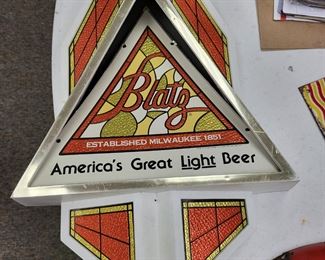 Blatz
ESTABLISHED MILWAUKEE 1851
America's Great Light Beer